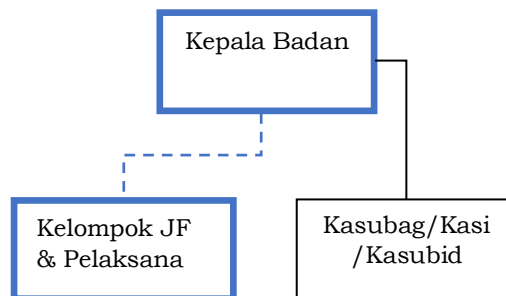 Kepala Badan
Kelompok JF
& Pelaksana
Kasubag/Kasi
/Kasubid